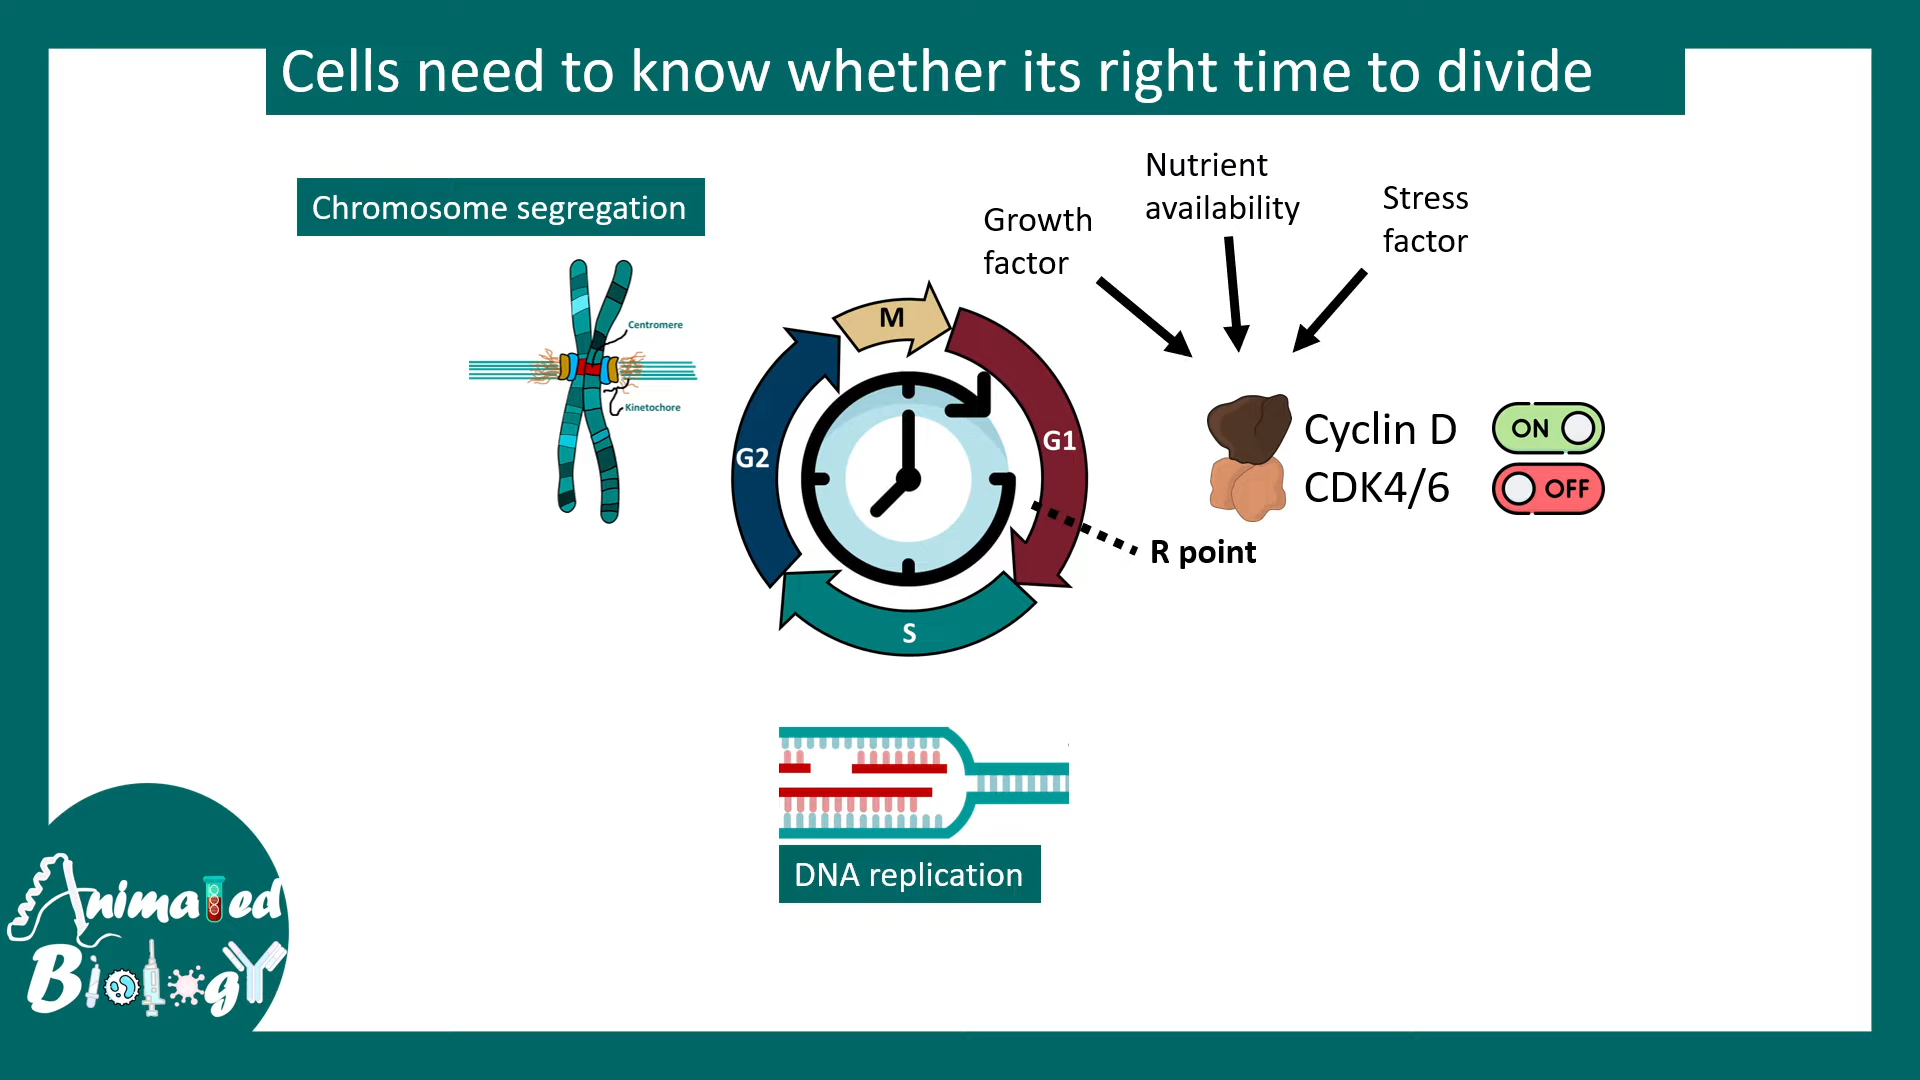 Cells need to know whether its right time to divide
Chromosome segregation
Centromere
Kinetochore
Growth
factor
Nutrient
availability
Stress
factor
M
G1
G2
S
Cyclin D
ON
CDK4/6
OFF
R point
DNA replication
Animated
Biology